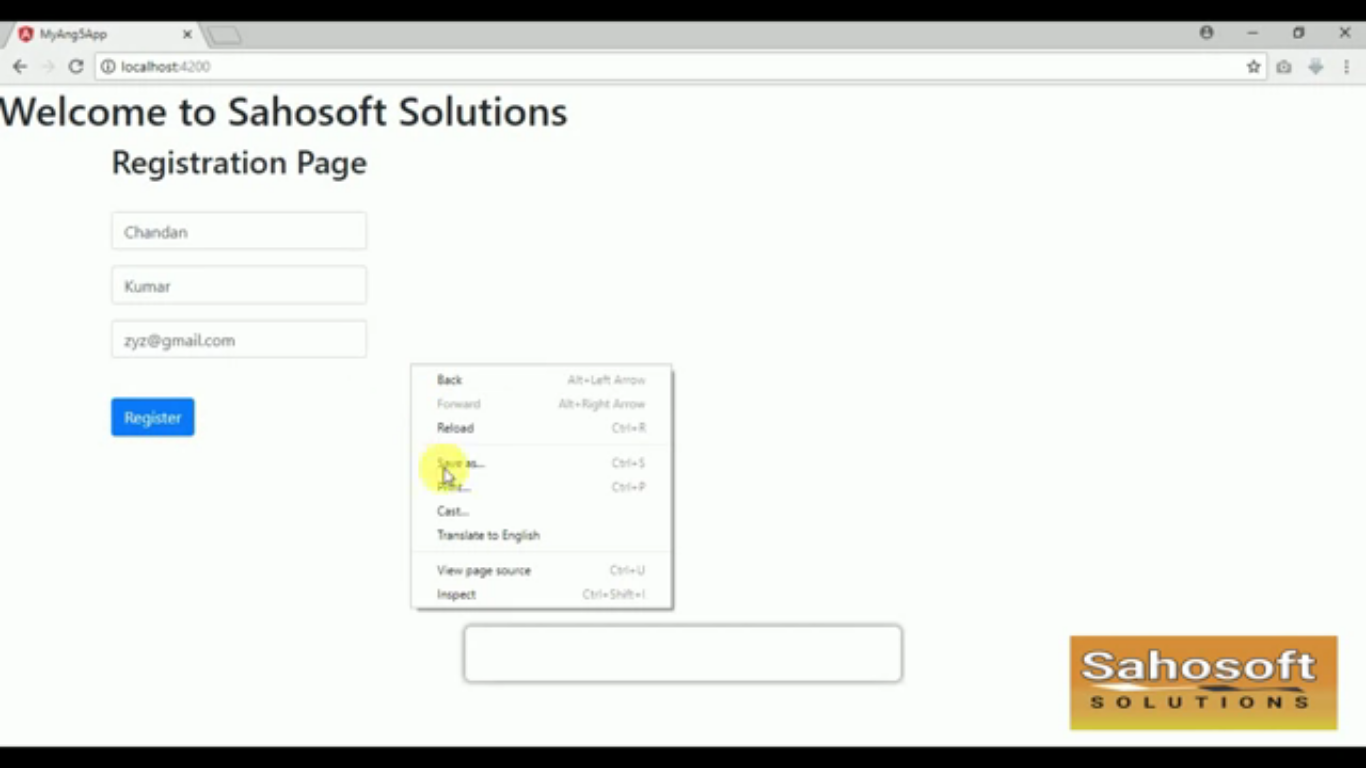 MyAng5App
localhost:4200
Welcome to Sahosoft Solutions
Registration Page
Chandan
Kumar
zyz@gmail.com
Register
Back Alt+Left Arrow
Forward Alt+Right Arrow
Reload Ctrl+R
Save as... Ctrl+S
Print... Ctrl+P
Cast...
Translate to English
View page source Ctrl+U
Inspect Ctrl+Shift+I
Sahosoft
SOLUTIONS